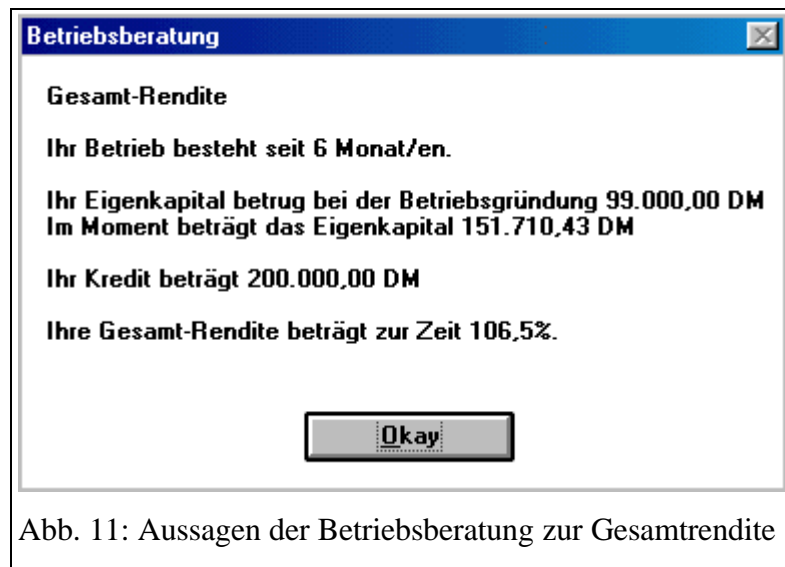 Betriebsberatung
Gesamt-Rendite
Ihr Betrieb besteht seit 6 Monat/en.
Ihr Eigenkapital betrug bei der Betriebsgründung 99.000,00 DM
Im Moment beträgt das Eigenkapital 151.710,43 DM
Ihr Kredit beträgt 200.000,00 DM
Ihre Gesamt-Rendite beträgt zur Zeit 106,5%.
Okay
Abb. 11: Aussagen der Betriebsberatung zur Gesamtrendite